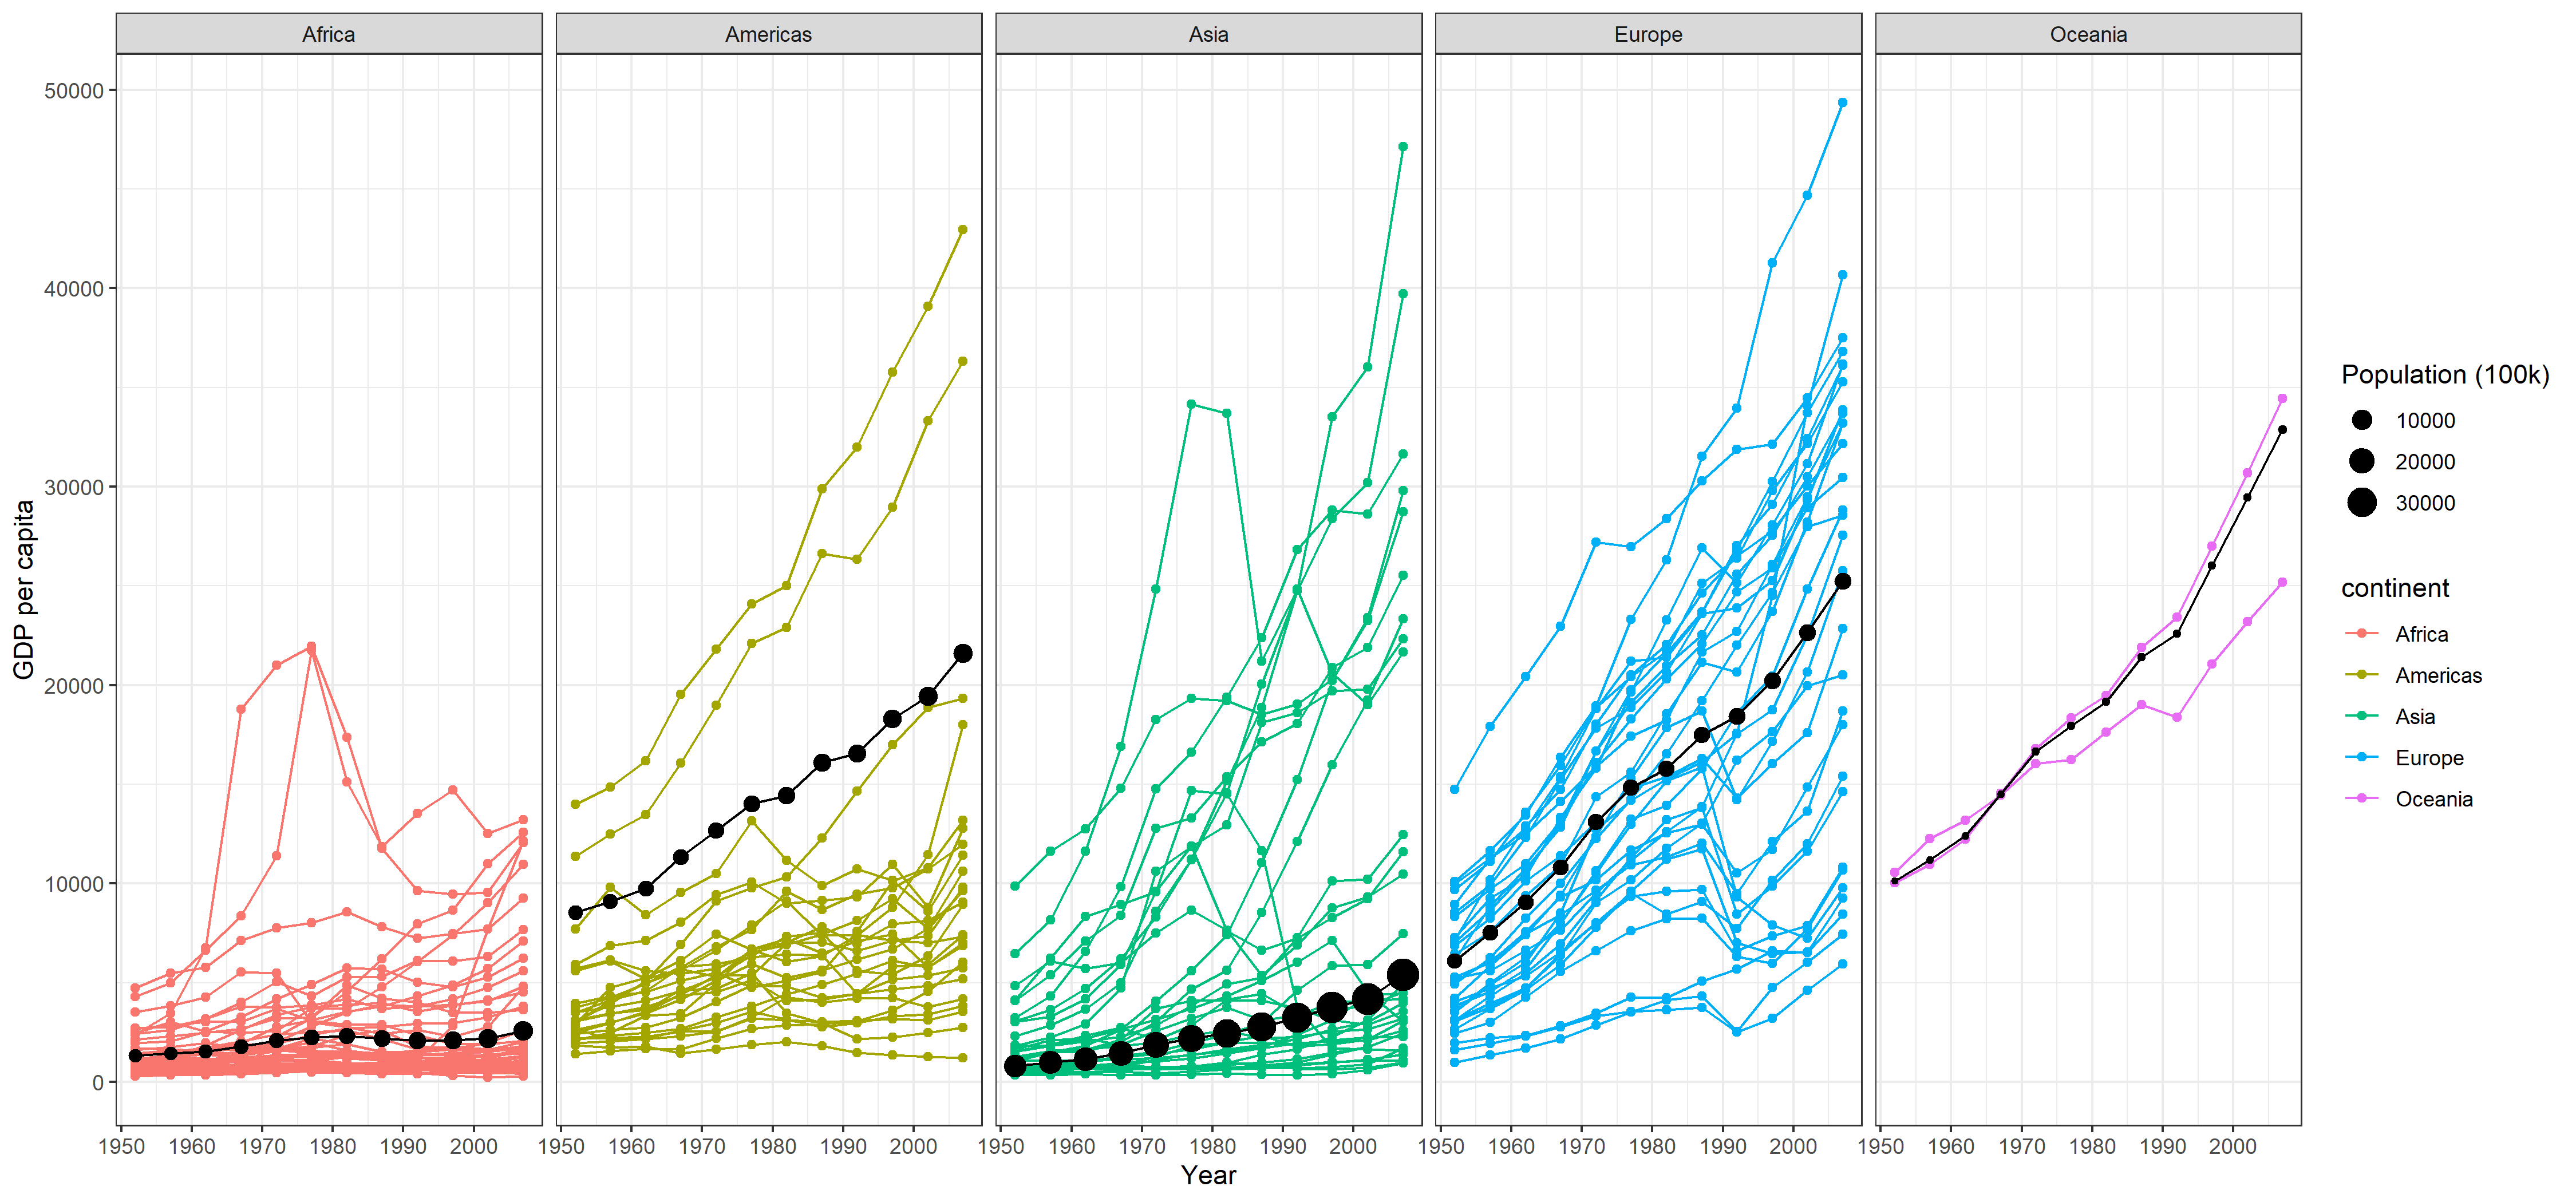 Africa Americas Asia Europe Oceania
50000
40000
30000
20000
10000
0
GDP per capita
1950 1960 1970 1980 1990 2000 1950 1960 1970 1980 1990 2000 1950 1960 1970 1980 1990 2000 1950 1960 1970 1980 1990 2000 1950 1960 1970 1980 1990 2000
Year
Population (100k)
10000
20000
30000
continent
Africa
Americas
Asia
Europe
Oceania